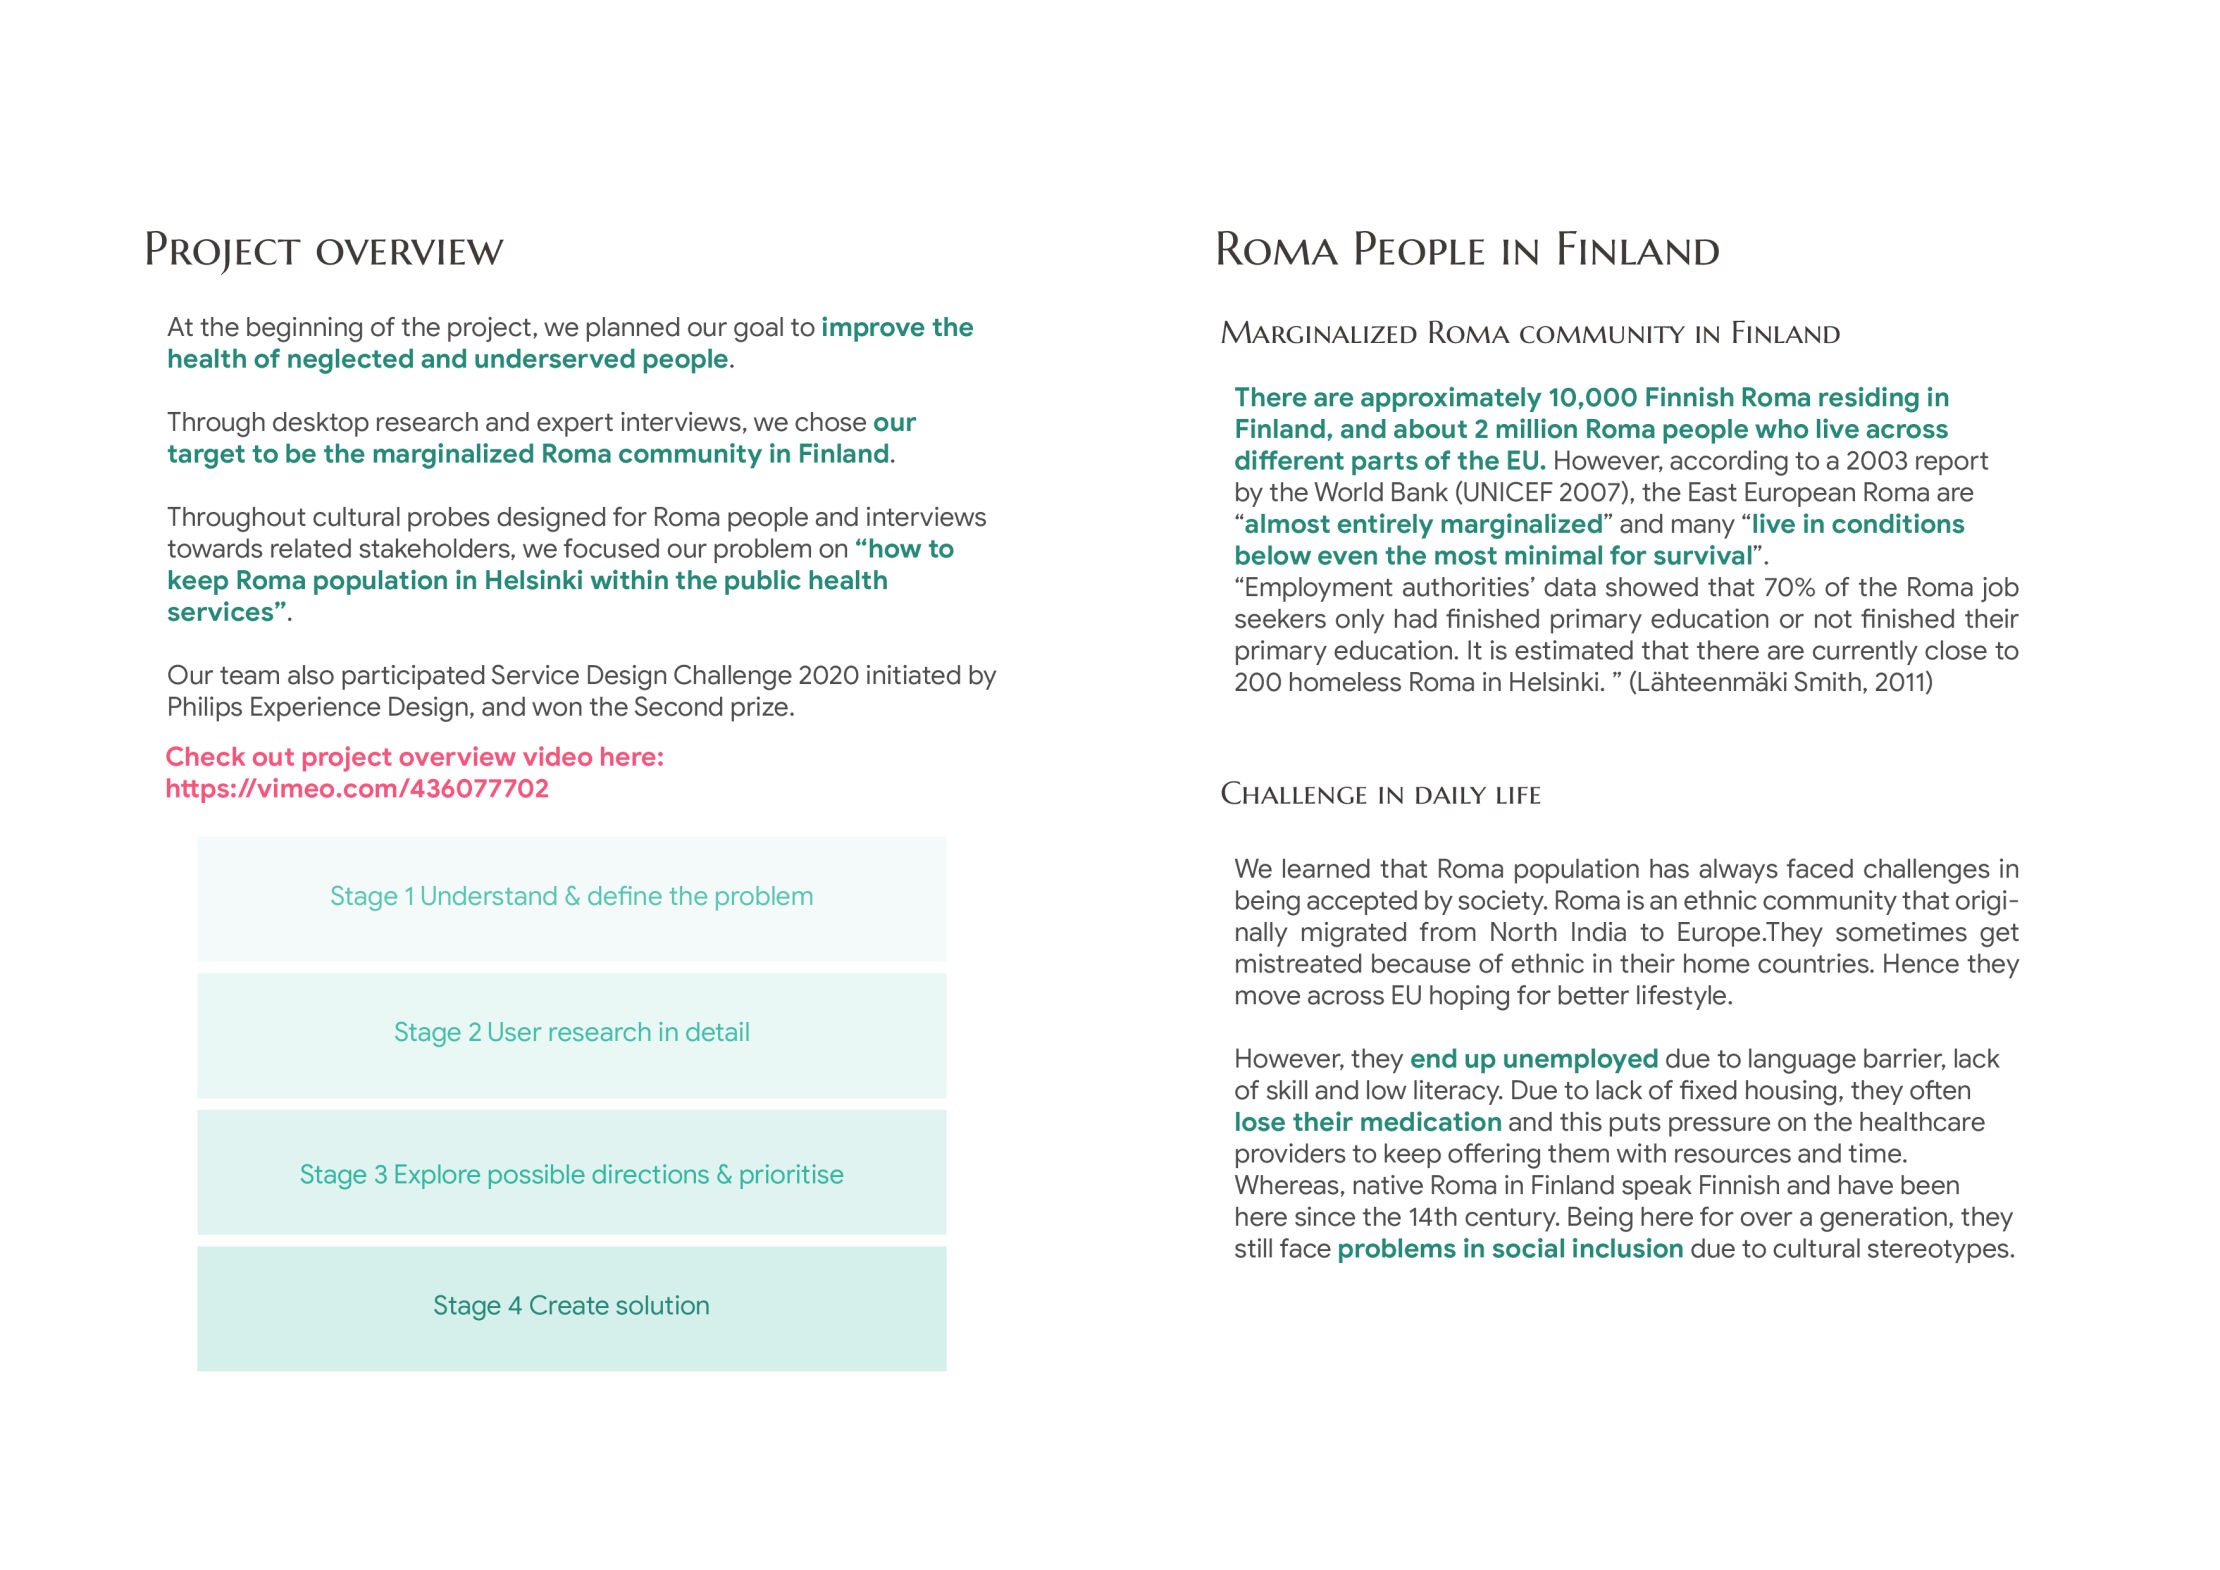 Project overview
At the beginning of the project, we planned our goal to improve the
health of neglected and underserved people.
Through desktop research and expert interviews, we chose our
target to be the marginalized Roma community in Finland.
Throughout cultural probes designed for Roma people and interviews
towards related stakeholders, we focused our problem on “how to
keep Roma population in Helsinki within the public health
services”.
Our team also participated Service Design Challenge 2020 initiated by
Philips Experience Design, and won the Second prize.
Check out project overview video here:
https://vimeo.com/436077702
Stage 1 Understand & define the problem
Stage 2 User research in detail
Stage 3 Explore possible directions & prioritise
Stage 4 Create solution
Roma People in Finland
Marginalized Roma community in Finland
There are approximately 10,000 Finnish Roma residing in
Finland, and about 2 million Roma people who live across
different parts of the EU. However, according to a 2003 report
by the World Bank (UNICEF 2007), the East European Roma are
“almost entirely marginalized” and many “live in conditions
below even the most minimal for survival”.
“Employment authorities’ data showed that 70% of the Roma job
seekers only had finished primary education or not finished their
primary education. It is estimated that there are currently close to
200 homeless Roma in Helsinki. ” (Lähteenmäki Smith, 2011)
Challenge in daily life
We learned that Roma population has always faced challenges in
being accepted by society. Roma is an ethnic community that origi-
nally migrated from North India to Europe.They sometimes get
mistreated because of ethnic in their home countries. Hence they
move across EU hoping for better lifestyle.
However, they end up unemployed due to language barrier, lack
of skill and low literacy. Due to lack of fixed housing, they often
lose their medication and this puts pressure on the healthcare
providers to keep offering them with resources and time.
Whereas, native Roma in Finland speak Finnish and have been
here since the 14th century. Being here for over a generation, they
still face problems in social inclusion due to cultural stereotypes.